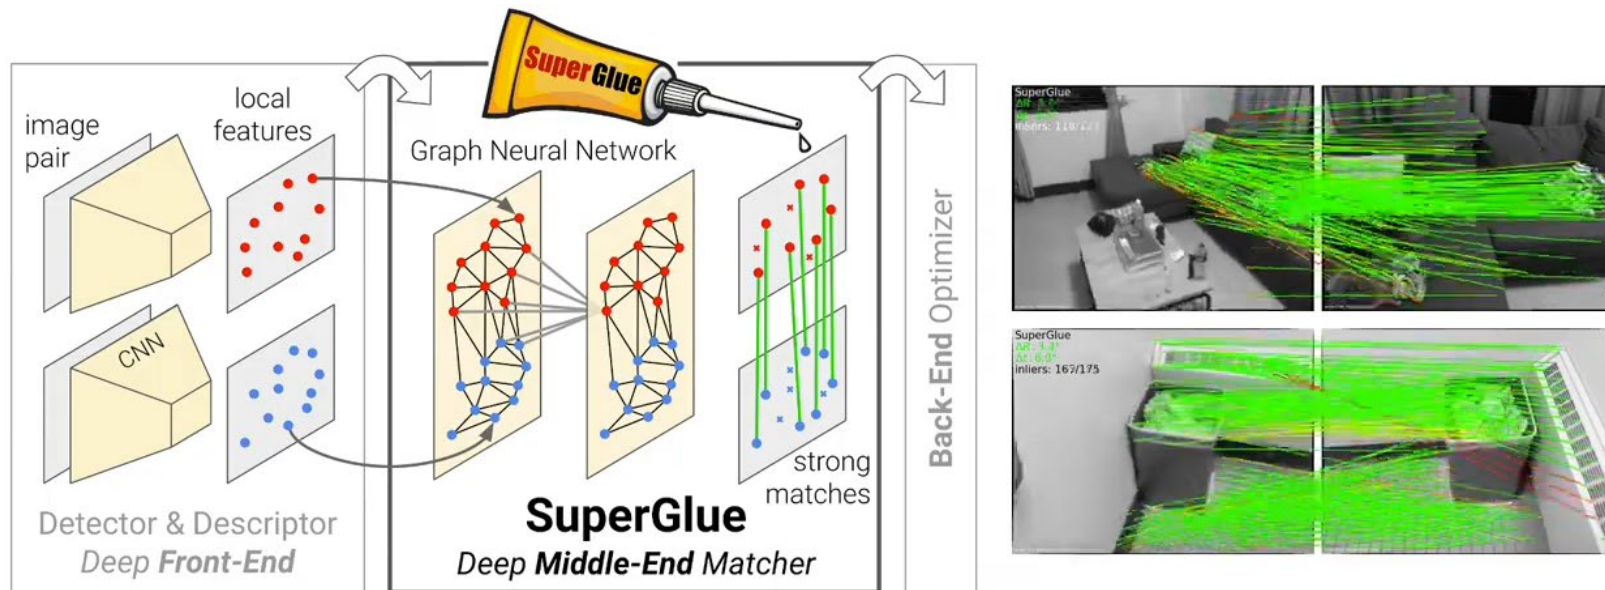 image
pair
local
features
CNN
Detector & Descriptor
Deep Front-End
SuperGlue
Graph Neural Network
strong
matches
SuperGlue
Deep Middle-End Matcher
Back-End Optimizer
SuperGlue
inliers:
SuperGlue
inliers: 167/175